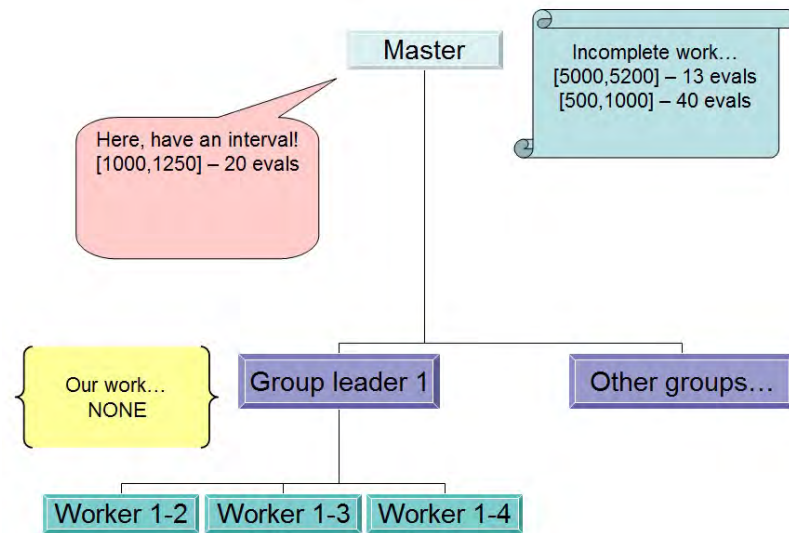 Master
Incomplete work…
[5000,5200] – 13 evals
[500,1000] – 40 evals
Here, have an interval!
[1000,1250] – 20 evals
Our work…
NONE
Group leader 1
Other groups…
Worker 1-2
Worker 1-3
Worker 1-4